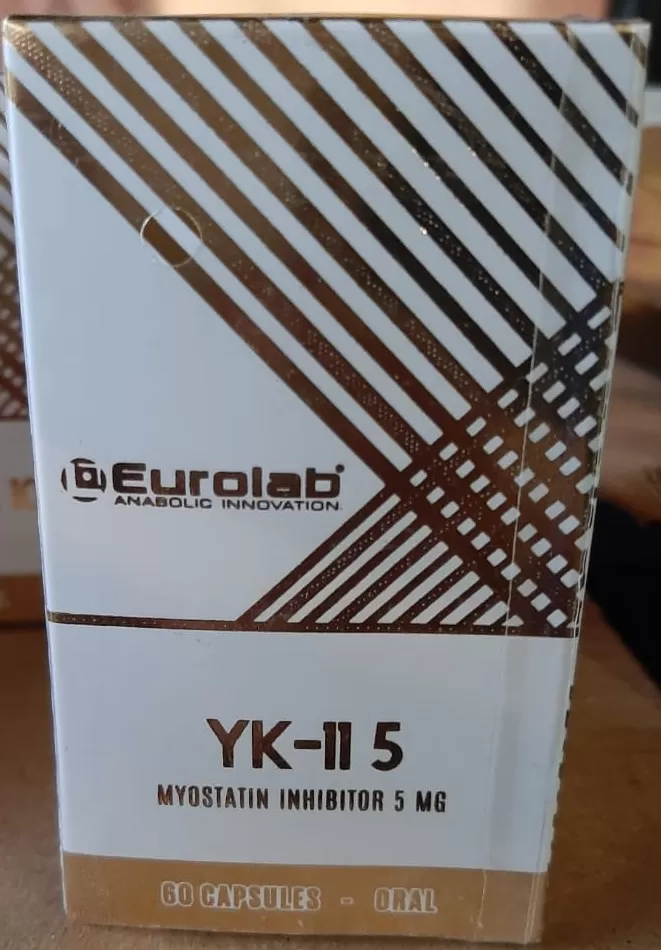 Eurolab®
ANABOLIC INNOVATION
YK-11 5
MYOSTATIN INHIBITOR 5 MG
60 CAPSULES - ORAL